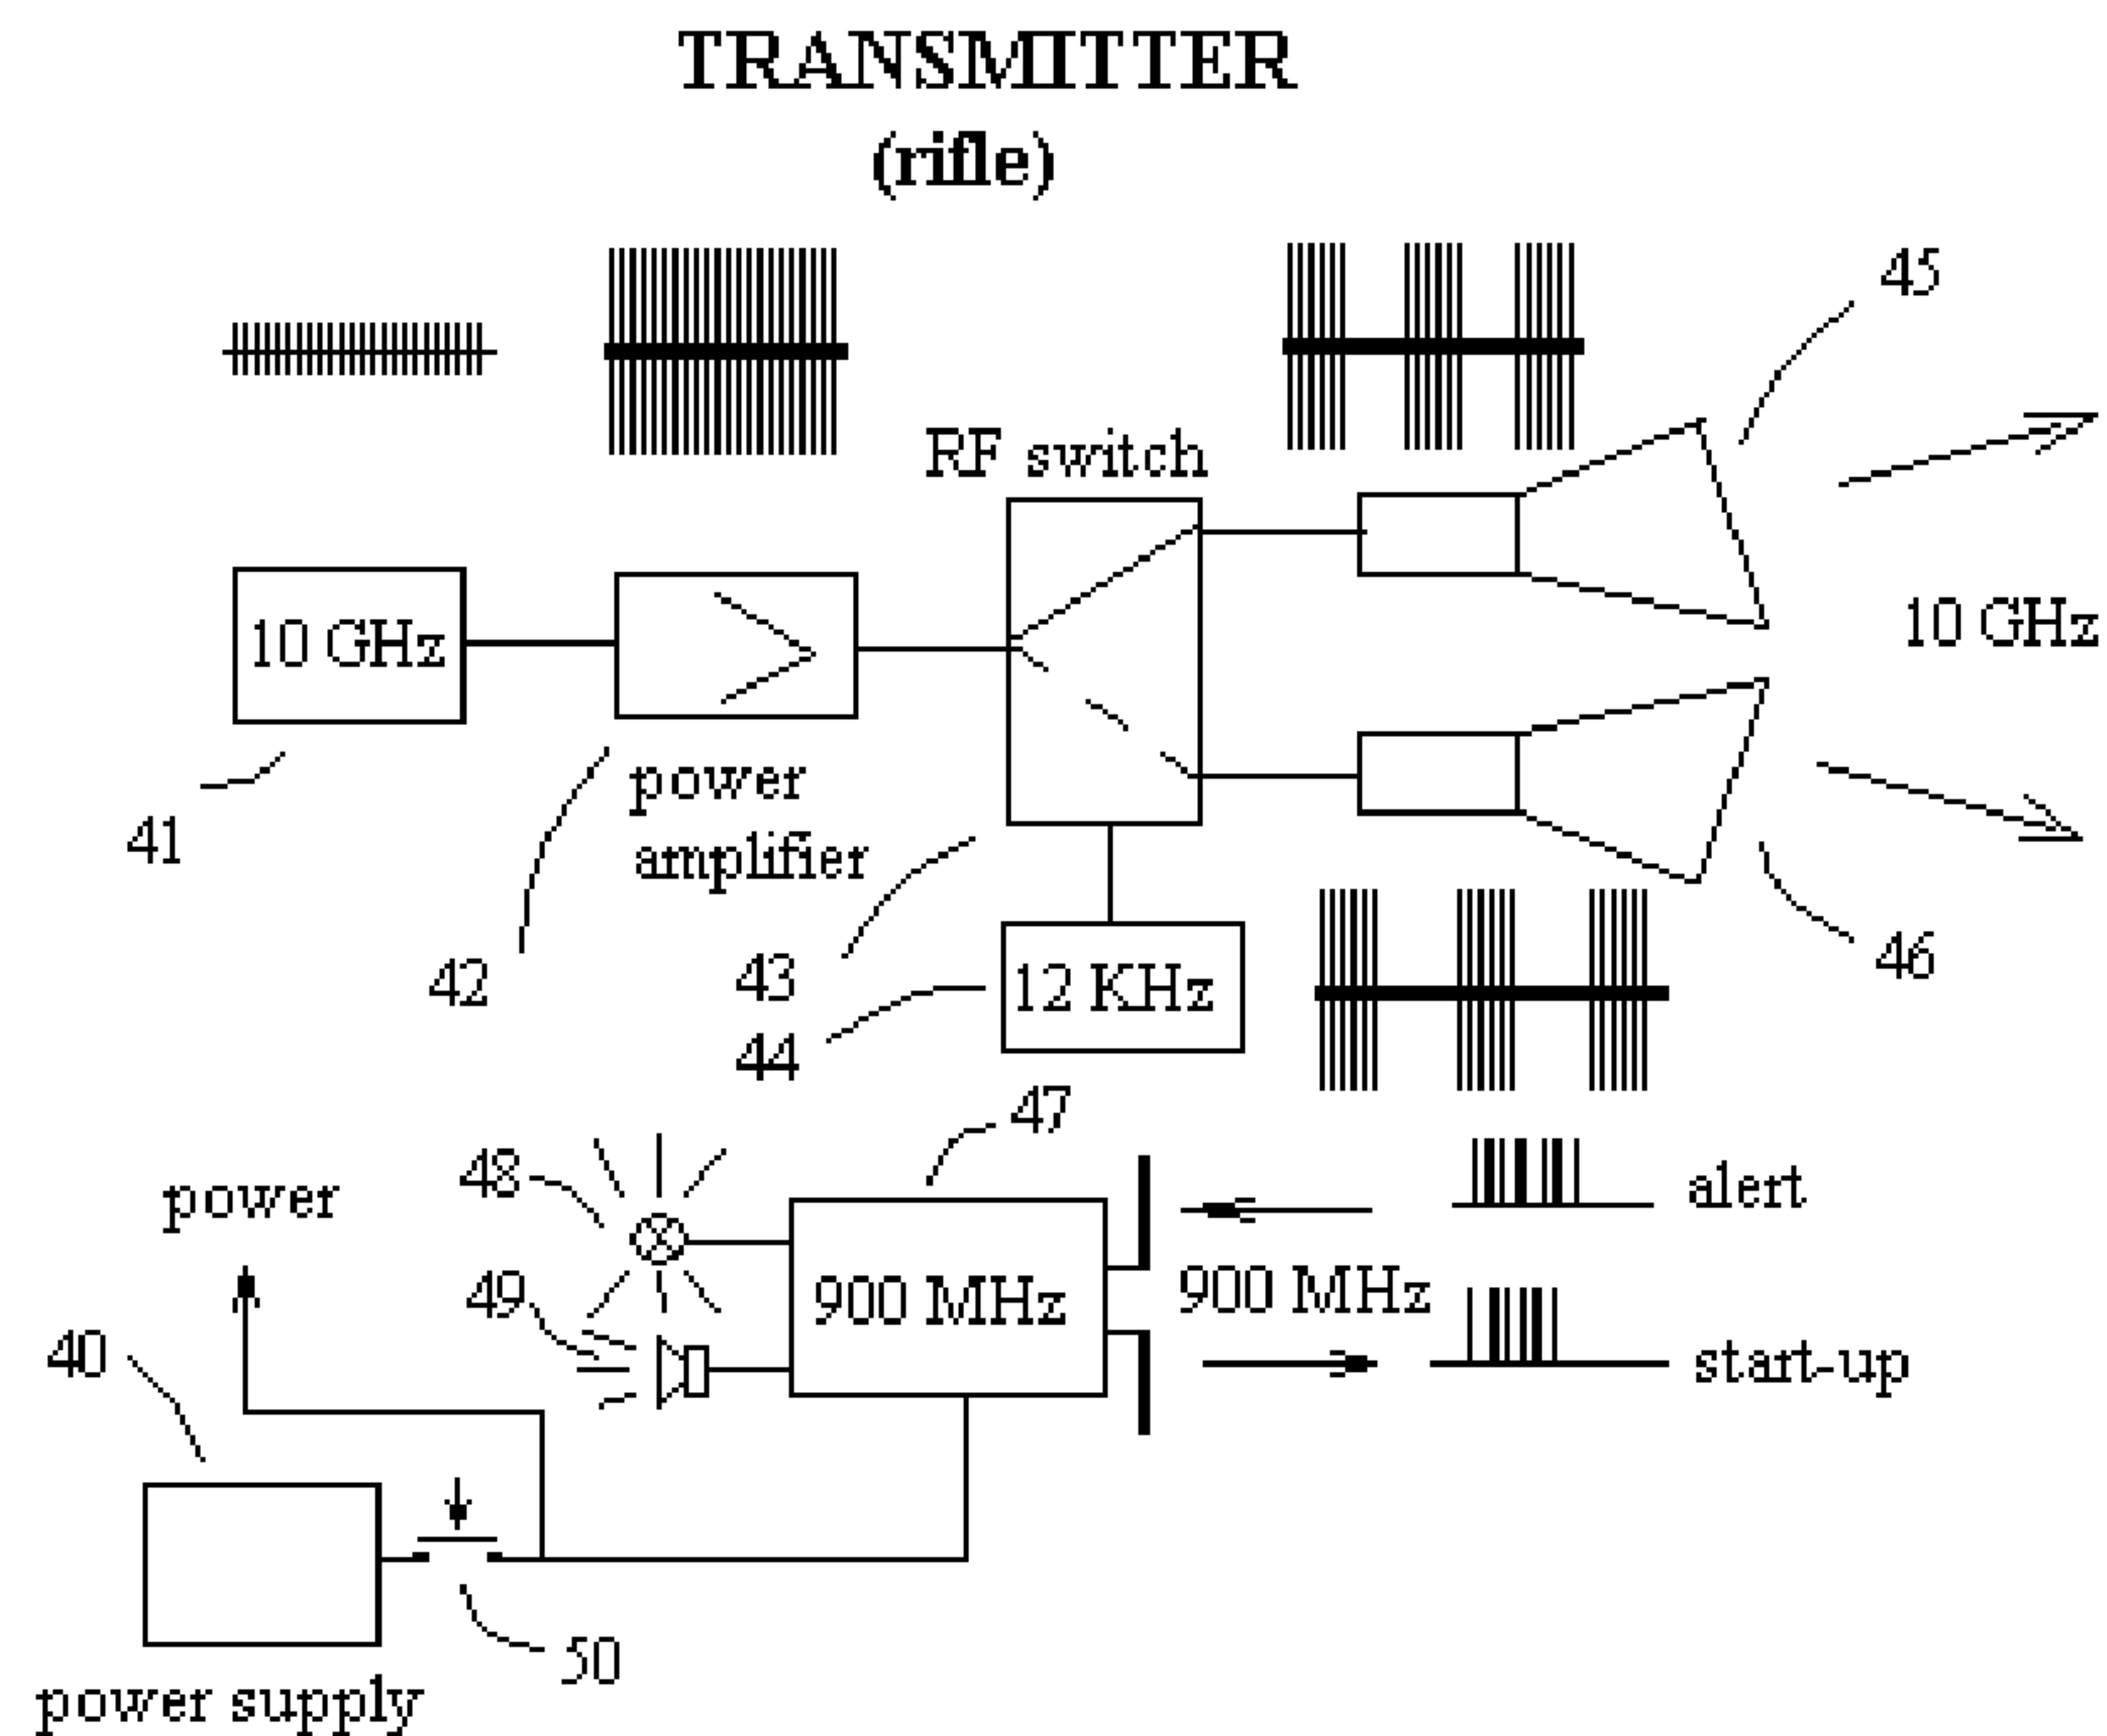 TRANSMITTER
(rifle)
45
RF switch
10 GHz
10 GHz
power
amplifier
41
42
43
46
12 KHz
44
47
48
alert
power
49
900 MHz
900 MHz
40
start-up
50
power supply